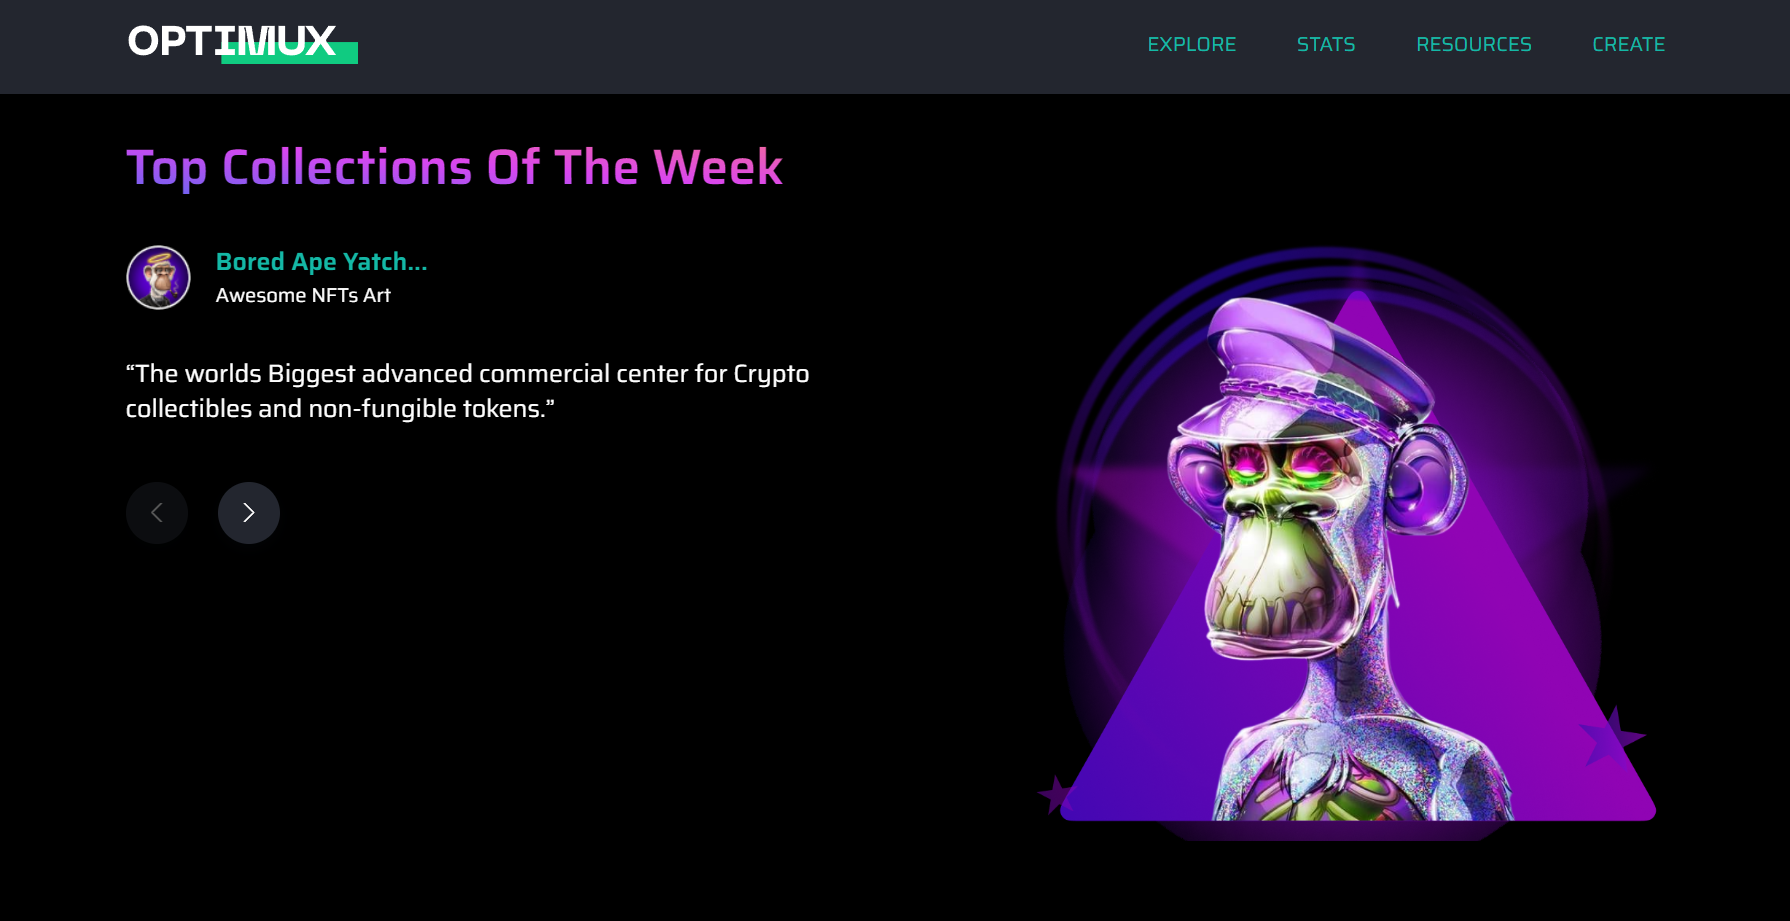 OPTIMUX
EXPLORE STATS RESOURCES CREATE
Top Collections Of The Week
Bored Ape Yatch...
Awesome NFTs Art
“The worlds Biggest advanced commercial center for Crypto
collectibles and non-fungible tokens.”